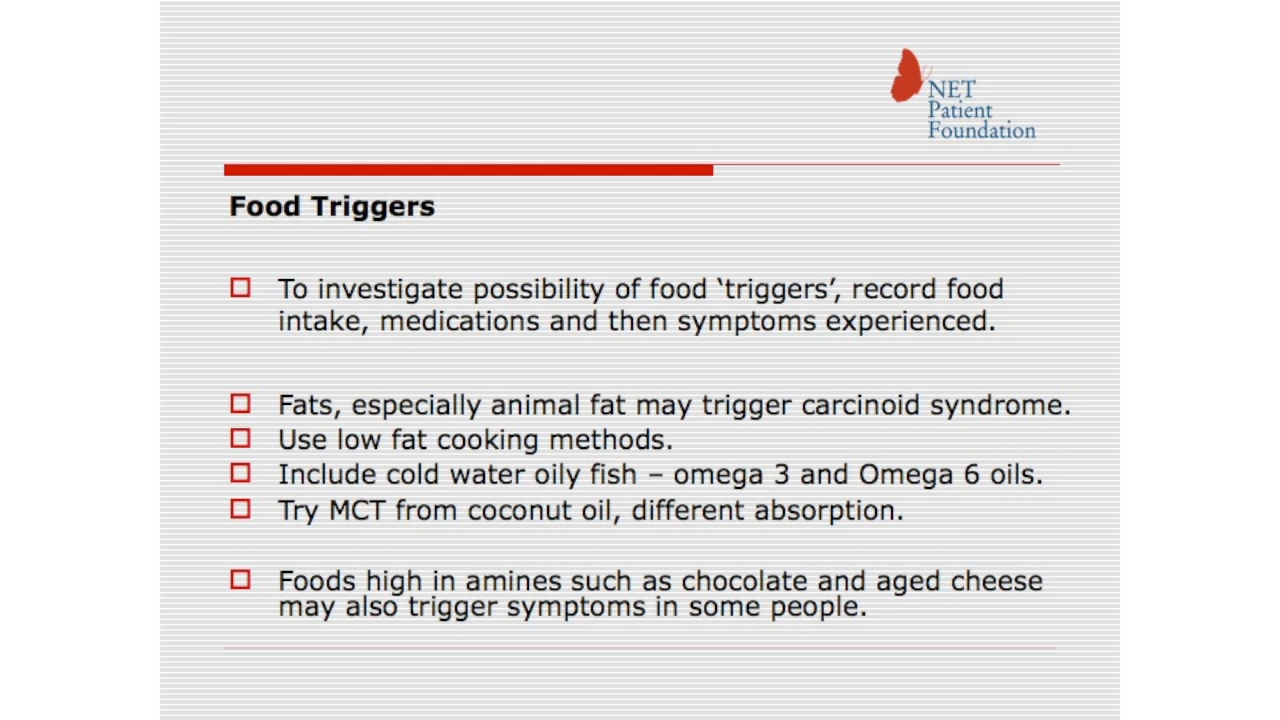 NET
Patient
Foundation
Food Triggers
To investigate possibility of food ‘triggers’, record food
intake, medications and then symptoms experienced.
Fats, especially animal fat may trigger carcinoid syndrome.
Use low fat cooking methods.
Include cold water oily fish – omega 3 and Omega 6 oils.
Try MCT from coconut oil, different absorption.
Foods high in amines such as chocolate and aged cheese
may also trigger symptoms in some people.